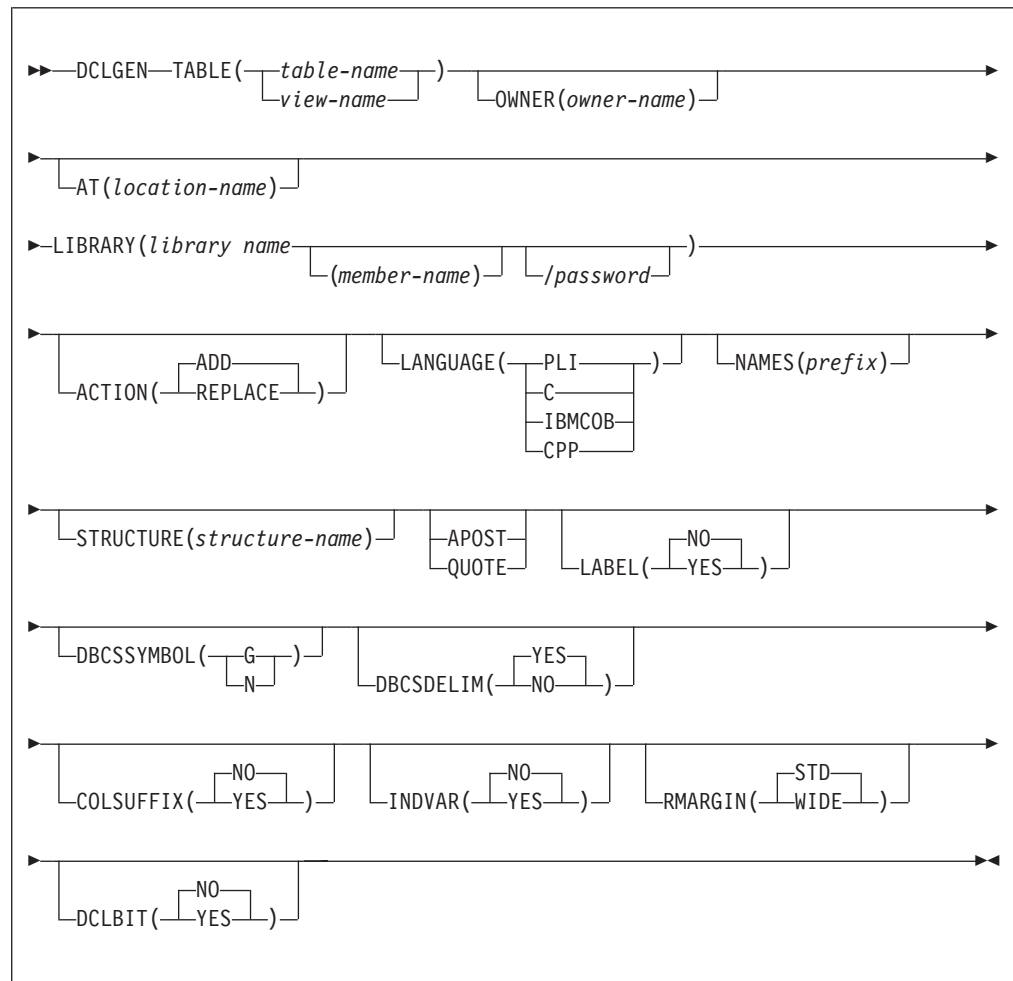 DCLGEN TABLE( table-name )
view-name OWNER(owner-name)
AT(location-name)
LIBRARY(library name )
(member-name) /password
ADD LANGUAGE( PLI ) NAMES(prefix)
ACTION( REPLACE ) C
IBMCOB
CPP
STRUCTURE(structure-name) APOST NO
QUOTE LABEL( YES )
DBCSSYMBOL( G ) YES
N DBCSDELIM( NO )
NO NO STD
COLSUFFIX( YES ) INDVAR( YES ) RMARGIN( WIDE )
NO
DCLBIT( YES )